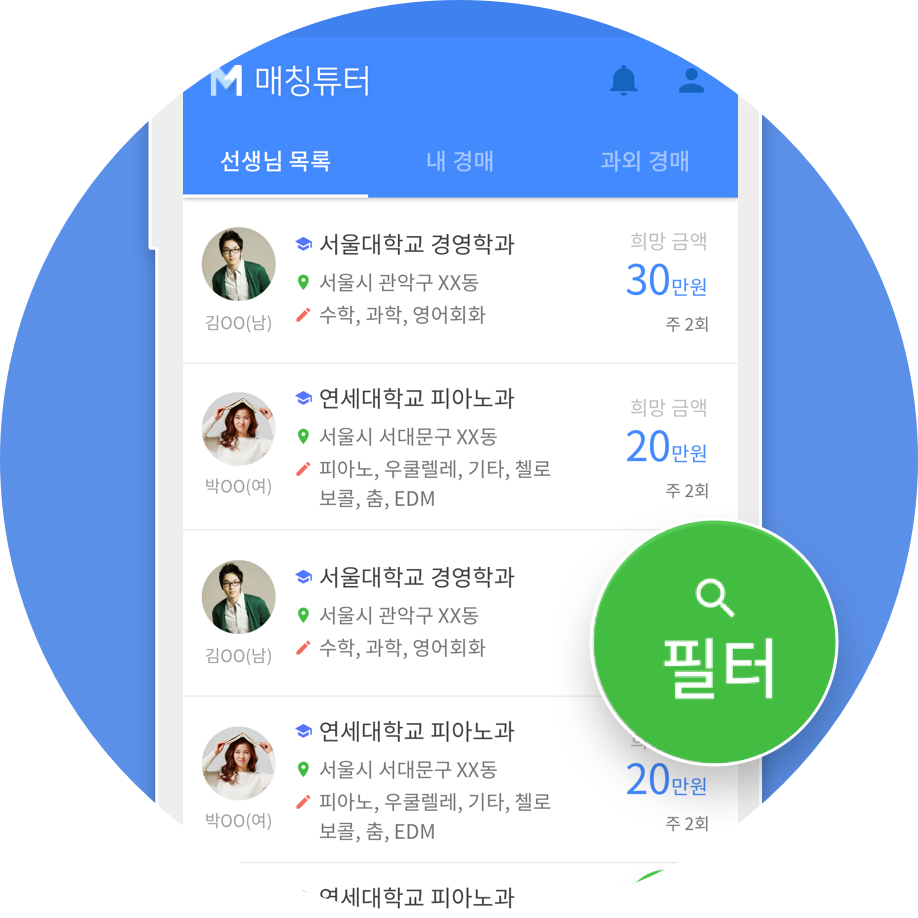 매칭튜터
선생님 목록 내 경매 과외 경매
서울대학교 경영학과
희망 금액
서울시 관악구 XX동
30만원
수학, 과학, 영어회화
김OO(남)
주 2회
연세대학교 피아노과
희망 금액
서울시 서대문구 XX동
20만원
피아노, 우쿨렐레, 기타, 첼로
박OO(여)
주 2회
보콜, 춤, EDM
서울대학교 경영학과
서울시 관악구 XX동
수학, 과학, 영어회화
김OO(남)
필터
연세대학교 피아노과
서울시 서대문구 XX동
20만원
피아노, 우쿨렐레, 기타, 첼로
박OO(여)
주 2회
보콜, 춤, EDM
연세대학교 피아노과